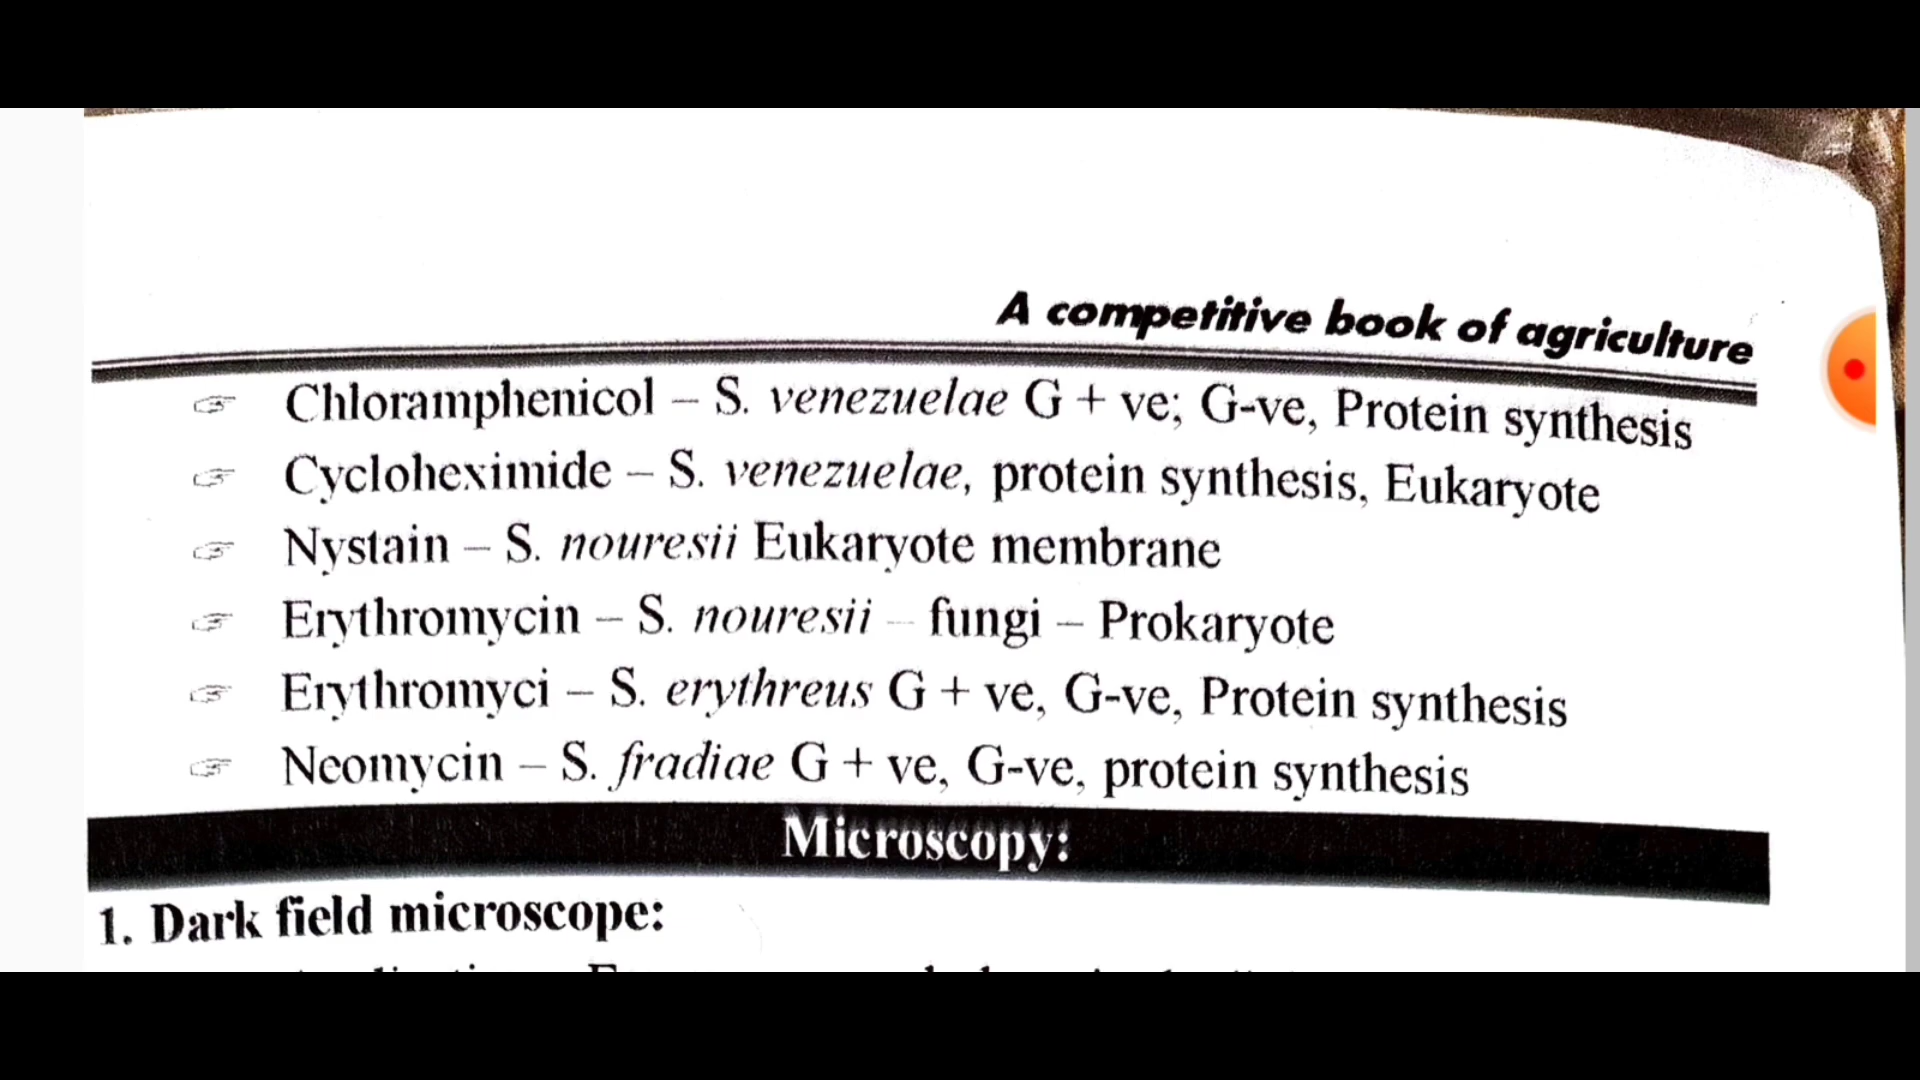 A competitive book of agriculture
☞ Chloramphenicol – S. venezuelae G + ve; G-ve, Protein synthesis
☞ Cycloheximide – S. venezuelae, protein synthesis, Eukaryote
☞ Nystain – S. nouresii Eukaryote membrane
☞ Erythromycin – S. nouresii – fungi – Prokaryote
☞ Erythromyci – S. erythreus G + ve, G-ve, Protein synthesis
☞ Neomycin – S. fradiae G + ve, G-ve, protein synthesis
Microscopy:
1. Dark field microscope: